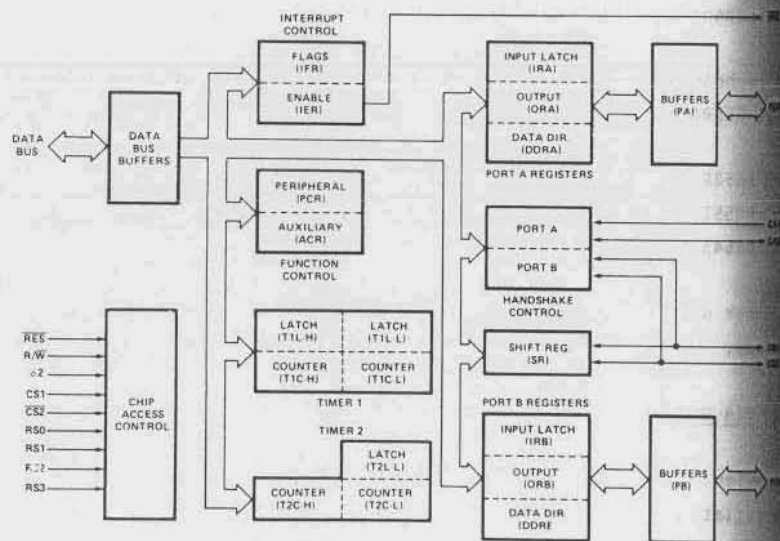 INTERRUPT
CONTROL
FLAGS
(IFR)
ENABLE
(IER)
DATA
BUS
DATA
BUS
BUFFERS
PERIPHERAL
(PCR)
AUXILIARY
(ACR)
FUNCTION
CONTROL
LATCH
(T1L-H)
LATCH
(T1L-L)
COUNTER
(T1C-H)
COUNTER
(T1C-L)
TIMER 1
TIMER 2
LATCH
(T2L-L)
COUNTER
(T2C-H)
COUNTER
(T2C-L)
INPUT LATCH
(IRA)
OUTPUT
(ORA)
DATA DIR
(DDRA)
PORT A REGISTERS
BUFFERS
(PA)
PORT A
PORT B
HANDSHAKE
CONTROL
SHIFT REG
(SR)
PORT B REGISTERS
INPUT LATCH
(IRB)
OUTPUT
(ORB)
DATA DIR
BUFFERS
(PB)
RES
R/W
CS1
CS2
RS0
RS1
RS3
CHIP
ACCESS
CONTROL